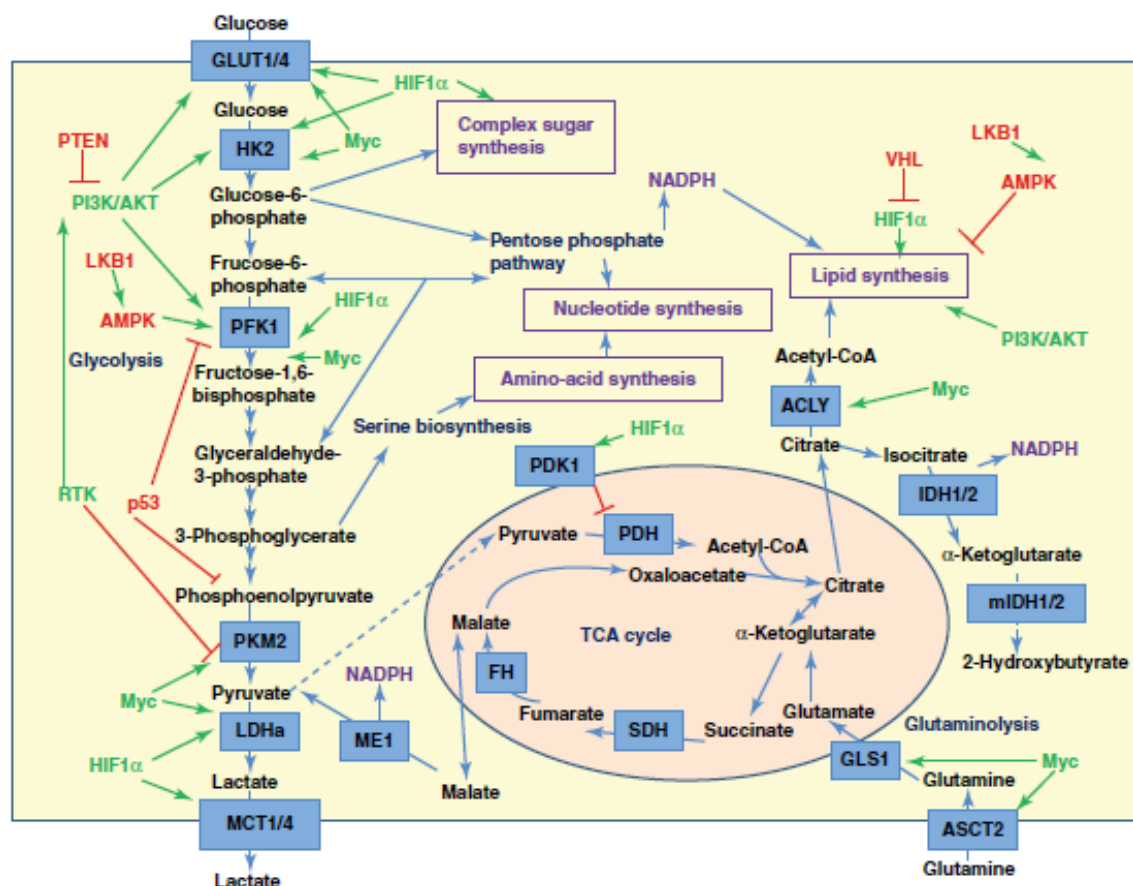 Glucose
GLUT1/4
HIF1α
Glucose
Complex sugar
synthesis
LKB1
PTEN
HK2
Myc
VHL
NADPH
AMPK
PI3K/AKT
Glucose-6-
phosphate
HIF1α
Pentose phosphate
pathway
LKB1
Frucose-6-
phosphate
Lipid synthesis
HIF1α
Nucleotide synthesis
AMPK
PFK1
PI3K/AKT
Glycolysis
Myc
Acetyl-CoA
Fructose-1,6-
bisphosphate
Amino-acid synthesis
Myc
ACLY
Serine biosynthesis
HIF1α
Citrate
Isocitrate
NADPH
Glyceraldehyde-
3-phosphate
PDK1
RTK
p53
IDH1/2
3-Phosphoglycerate
Pyruvate
PDH
Acetyl-CoA
α-Ketoglutarate
Oxaloacetate
Citrate
Phosphoenolpyruvate
mIDH1/2
Malate
TCA cycle
α-Ketoglutarate
PKM2
2-Hydroxybutyrate
FH
NADPH
Myc
Pyruvate
Fumarate
SDH
Succinate
Glutamate
Glutaminolysis
LDHa
ME1
GLS1
Myc
HIF1α
Lactate
Malate
Glutamine
MCT1/4
ASCT2
Lactate
Glutamine